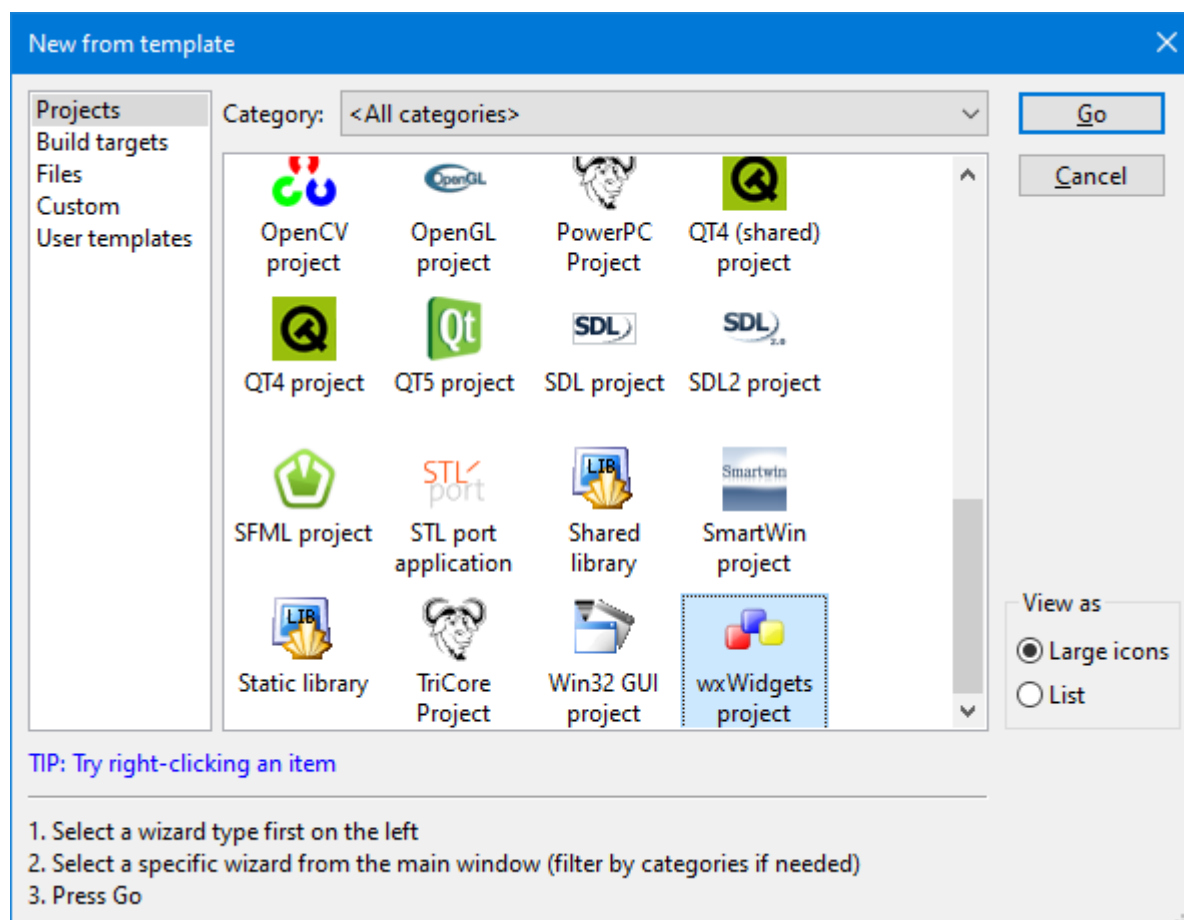 New from template
Projects
Build targets
Files
Custom
User templates
Category: <All categories>
Go
Cancel
OpenGL
OpenCV project
OpenGL project
PowerPC Project
QT4 (shared) project
Qt
SDL
SDL 2.0
QT4 project
QT5 project
SDL project
SDL2 project
STL port
LIB
Smartwin
SFML project
STL port application
Shared library
SmartWin project
LIB
Static library
TriCore Project
Win32 GUI project
wxWidgets project
View as
Large icons
List
TIP: Try right-clicking an item
1. Select a wizard type first on the left
2. Select a specific wizard from the main window (filter by categories if needed)
3. Press Go